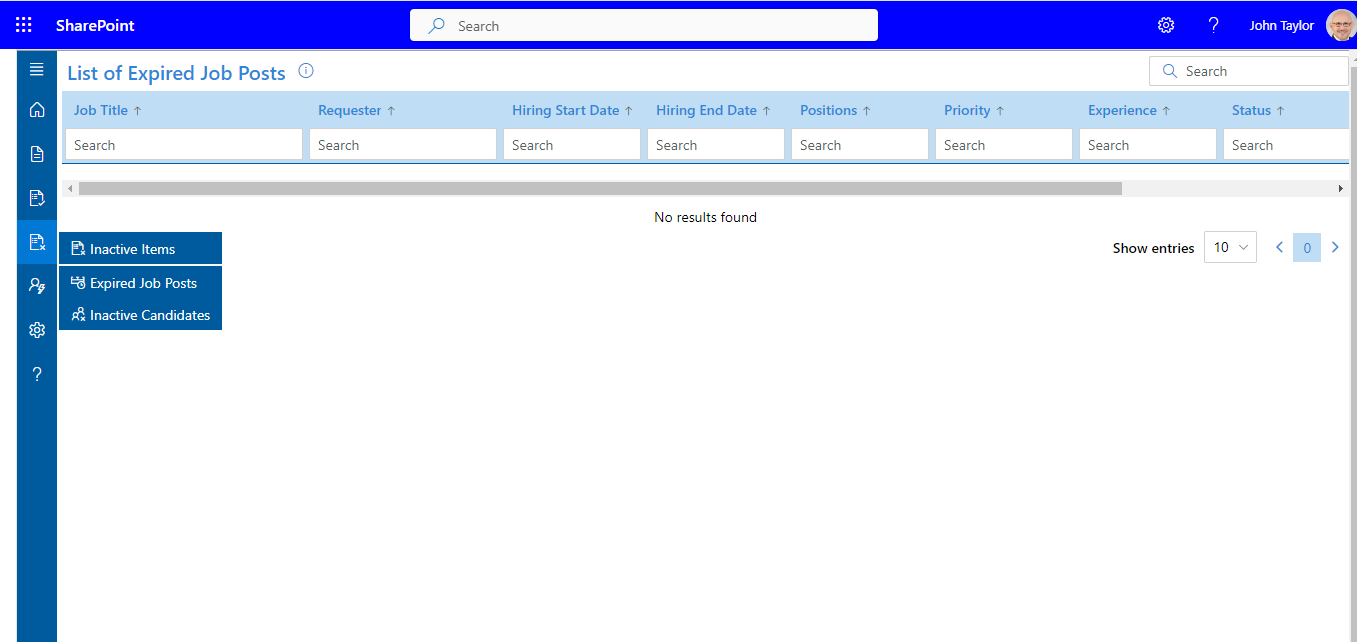 SharePoint
Search
?
John Taylor
List of Expired Job Posts
Search
Job Title ↑ Requester ↑ Hiring Start Date ↑ Hiring End Date ↑ Positions ↑ Priority ↑ Experience ↑ Status ↑
Search Search Search Search Search Search Search Search
No results found
Inactive Items
Show entries 10 0
Expired Job Posts
Inactive Candidates
?